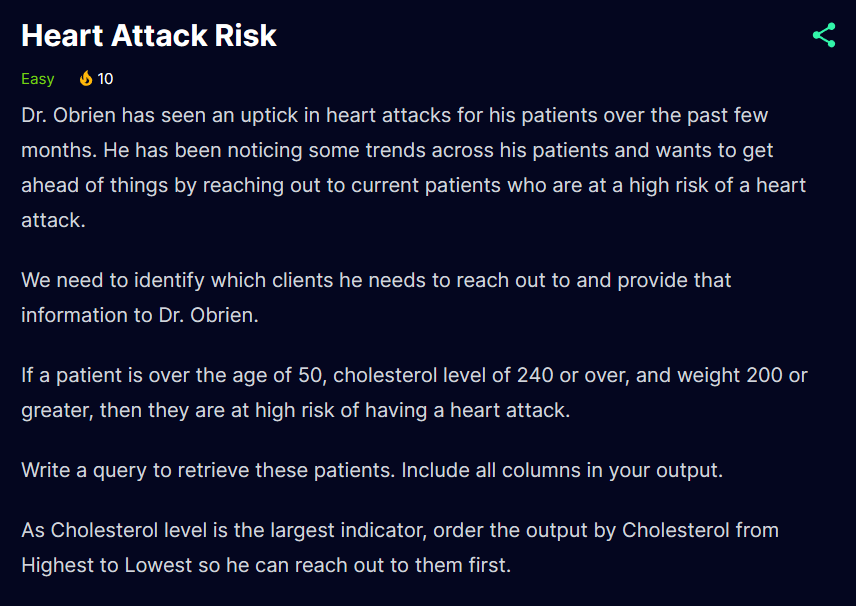 Heart Attack Risk
Easy 10
Dr. Obrien has seen an uptick in heart attacks for his patients over the past few
months. He has been noticing some trends across his patients and wants to get
ahead of things by reaching out to current patients who are at a high risk of a heart
attack.
We need to identify which clients he needs to reach out to and provide that
information to Dr. Obrien.
If a patient is over the age of 50, cholesterol level of 240 or over, and weight 200 or
greater, then they are at high risk of having a heart attack.
Write a query to retrieve these patients. Include all columns in your output.
As Cholesterol level is the largest indicator, order the output by Cholesterol from
Highest to Lowest so he can reach out to them first.